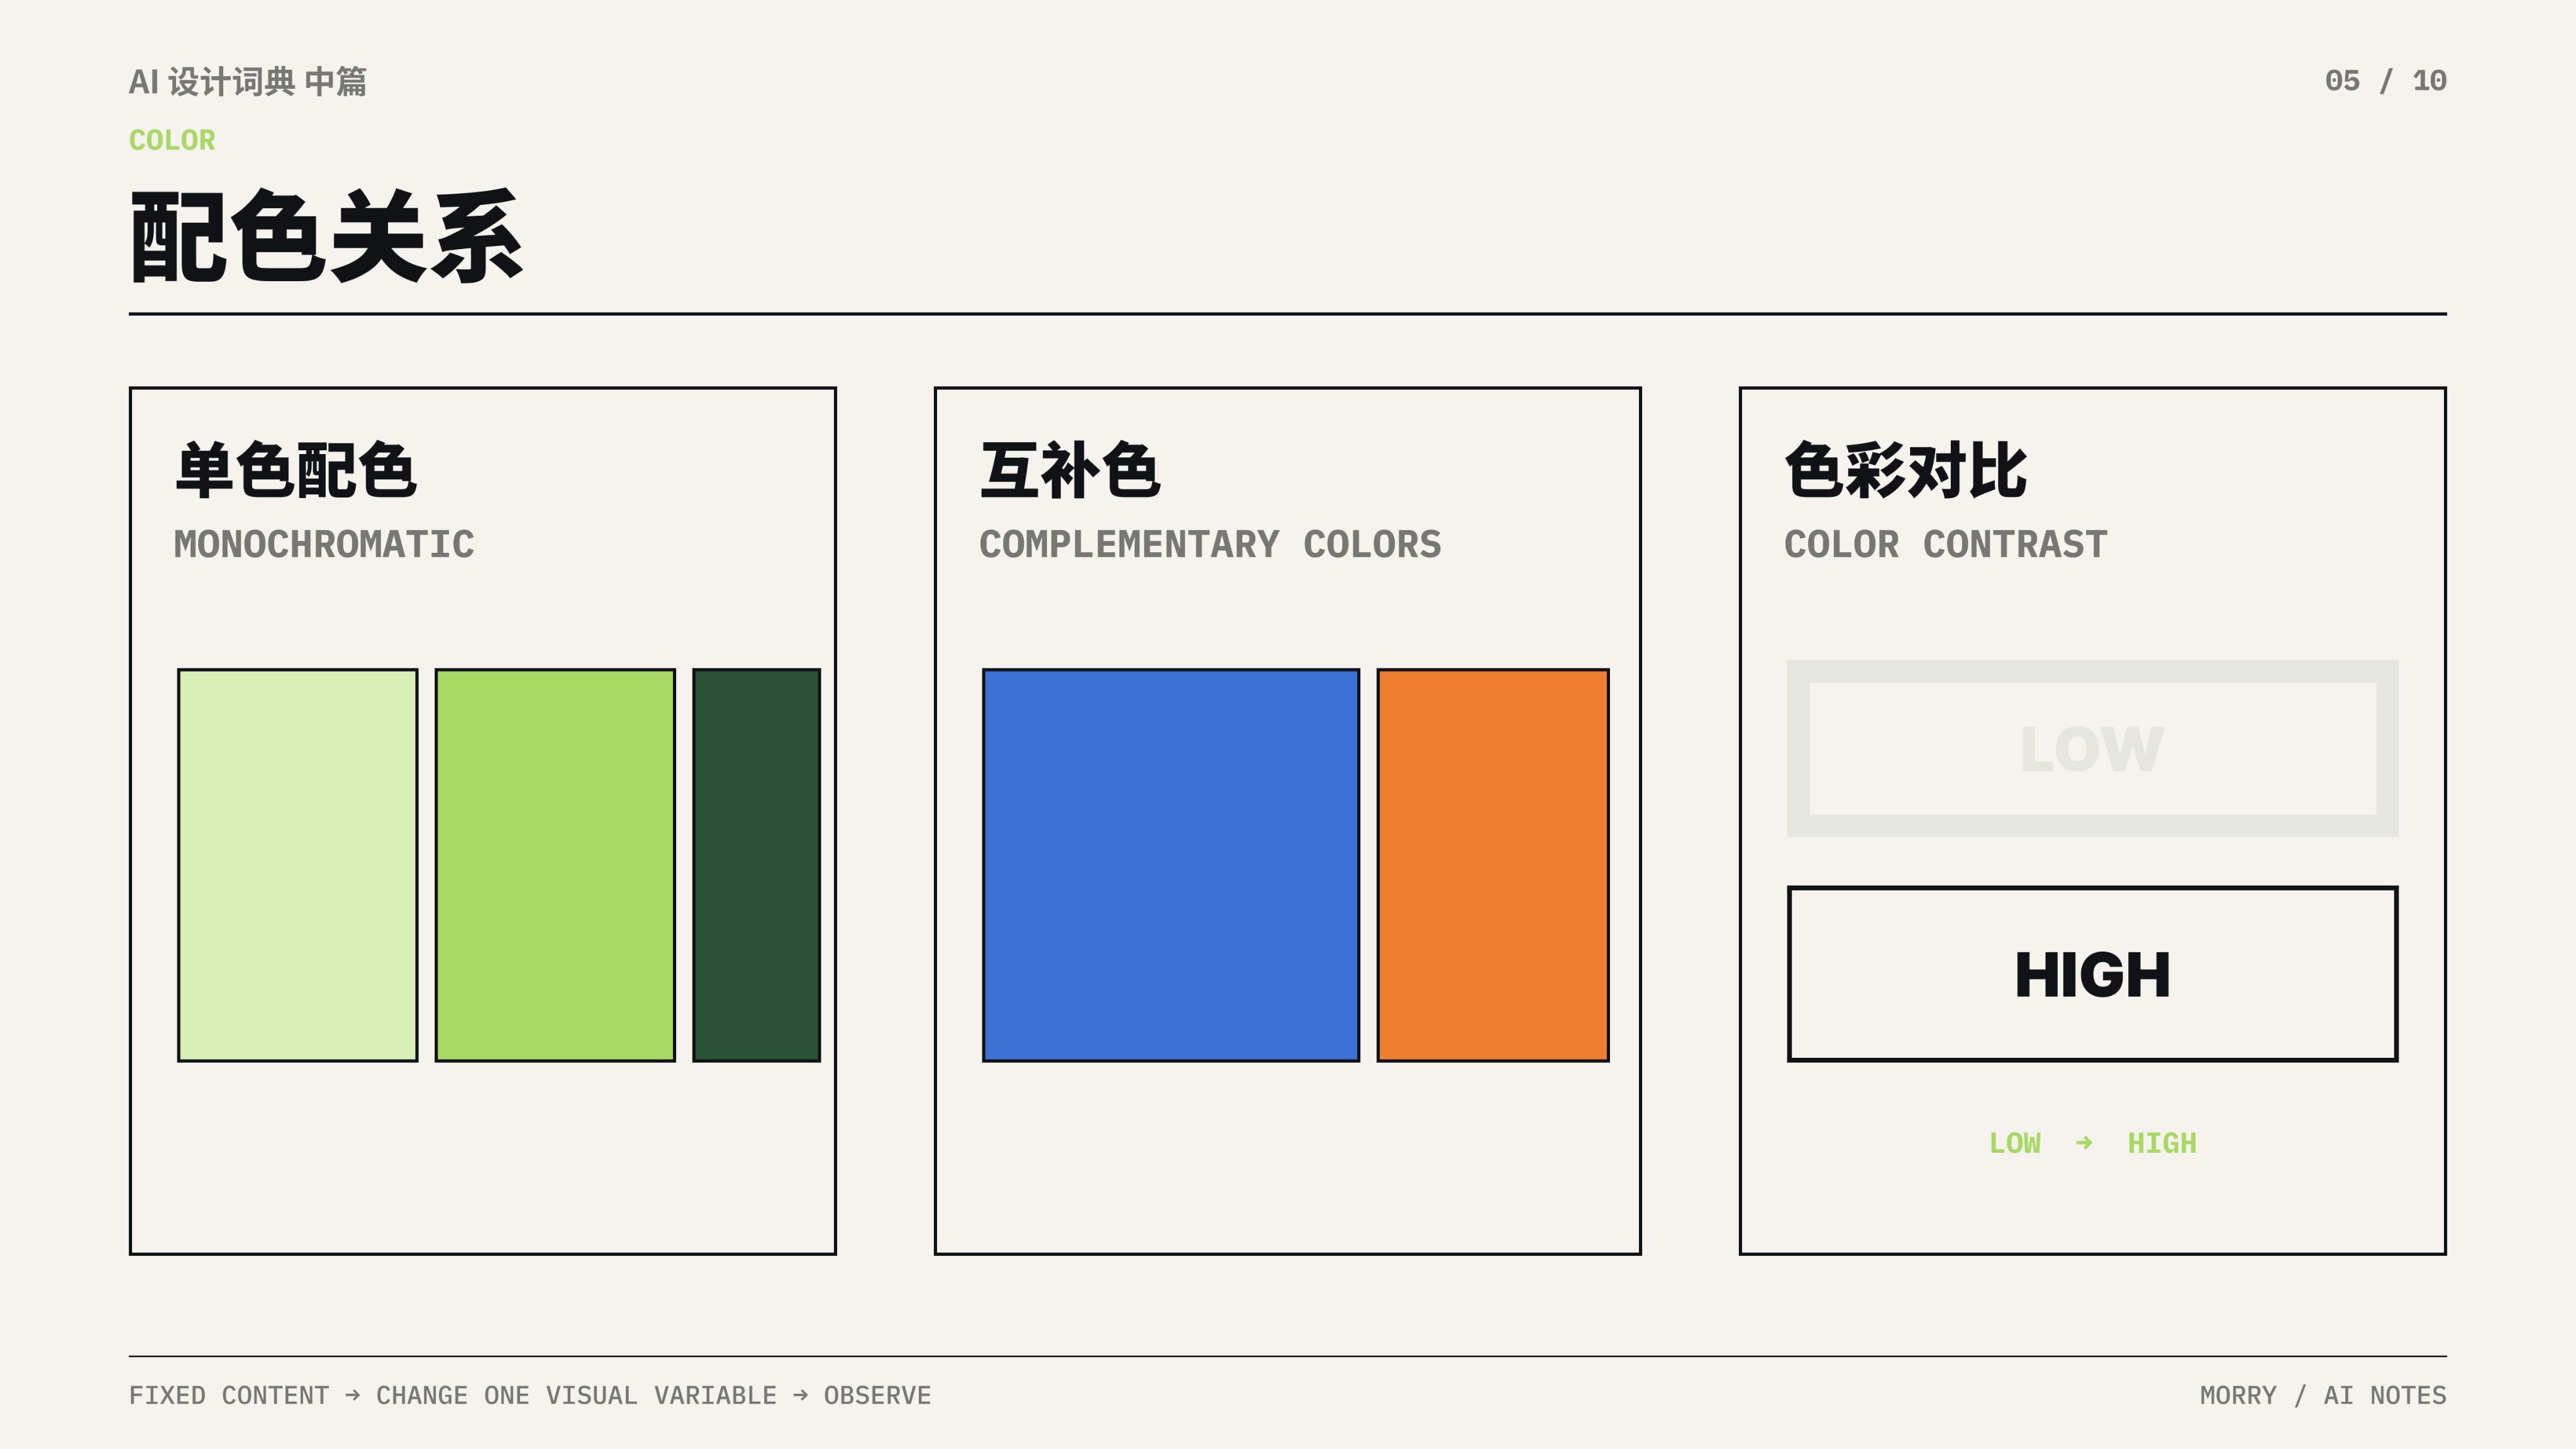 AI 设计词典 中篇
05 / 10
COLOR
配色关系
单色配色
MONOCHROMATIC
互补色
COMPLEMENTARY COLORS
色彩对比
COLOR CONTRAST
LOW
HIGH
LOW → HIGH
FIXED CONTENT → CHANGE ONE VISUAL VARIABLE → OBSERVE
MORRY / AI NOTES